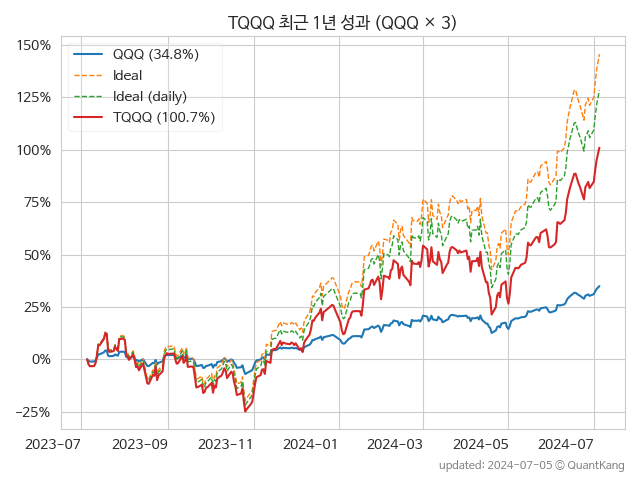 TQQQ 최근 1년 성과 (QQQ × 3)
150%
125%
100%
75%
50%
25%
0%
−25%
QQQ (34.8%)
Ideal
Ideal (daily)
TQQQ (100.7%)
2023-07
2023-09
2023-11
2024-01
2024-03
2024-05
2024-07
updated: 2024-07-05 © QuantKang